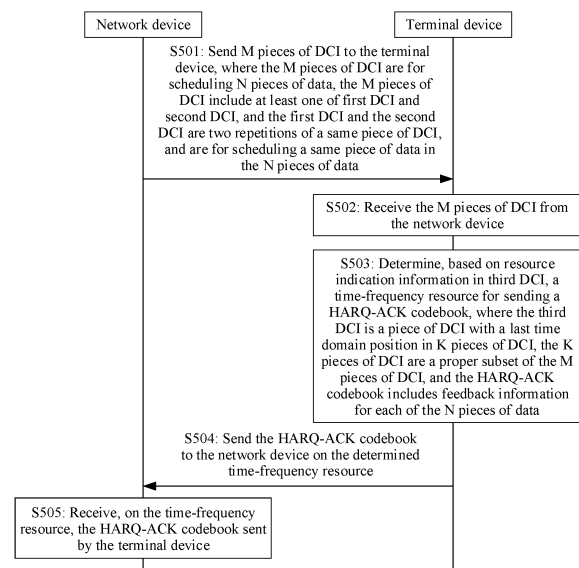 Network device
Terminal device
S501: Send M pieces of DCI to the terminal
device, where the M pieces of DCI are for
scheduling N pieces of data, the M pieces of
DCI include at least one of first DCI and
second DCI, and the first DCI and the second
DCI are two repetitions of a same piece of DCI,
and are for scheduling a same piece of data in
the N pieces of data
S502: Receive the M pieces of DCI from
the network device
S503: Determine, based on resource
indication information in third DCI, a
time-frequency resource for sending a
HARQ-ACK codebook, where the third
DCI is a piece of DCI with a last time
domain position in K pieces of DCI, the K
pieces of DCI are a proper subset of the M
pieces of DCI, and the HARQ-ACK
codebook includes feedback information
for each of the N pieces of data
S504: Send the HARQ-ACK codebook
to the network device on the determined
time-frequency resource
S505: Receive, on the time-frequency
resource, the HARQ-ACK codebook sent
by the terminal device